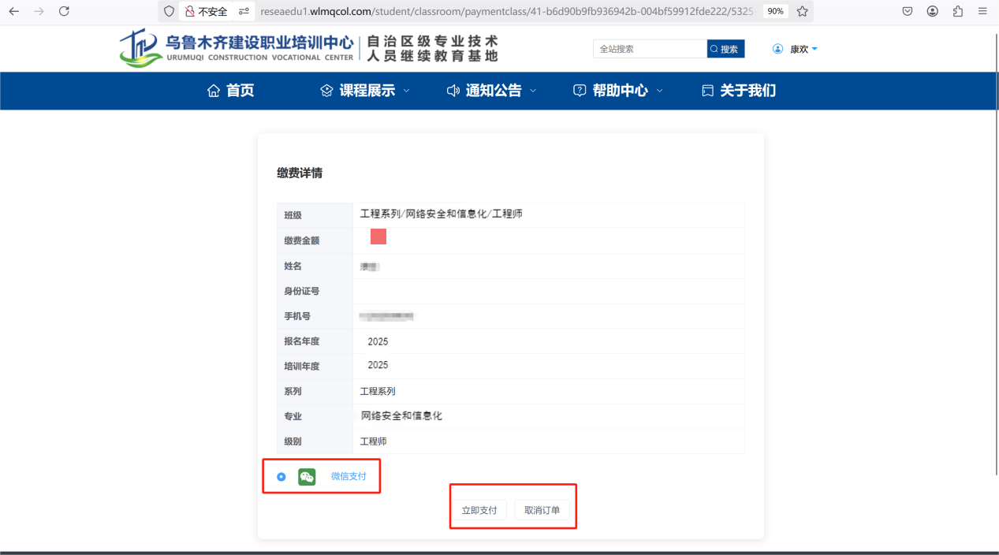 不安全
reseaedu1.wlmqcol.com/student/classroom/paymentclass/41-b6d90b9fb936942b-004bf59912fde222/5325
90%
乌鲁木齐建设职业培训中心
URUMUQI CONSTRUCTION VOCATIONAL CENTER
自治区级专业技术
人员继续教育基地
全站搜索
搜索
康欢
首页
课程展示
通知公告
帮助中心
关于我们
缴费详情
班级 工程系列/网络安全和信息化/工程师
缴费金额
姓名
身份证号
手机号
报名年度 2025
培训年度 2025
系列 工程系列
专业 网络安全和信息化
级别 工程师
微信支付
立即支付 取消订单